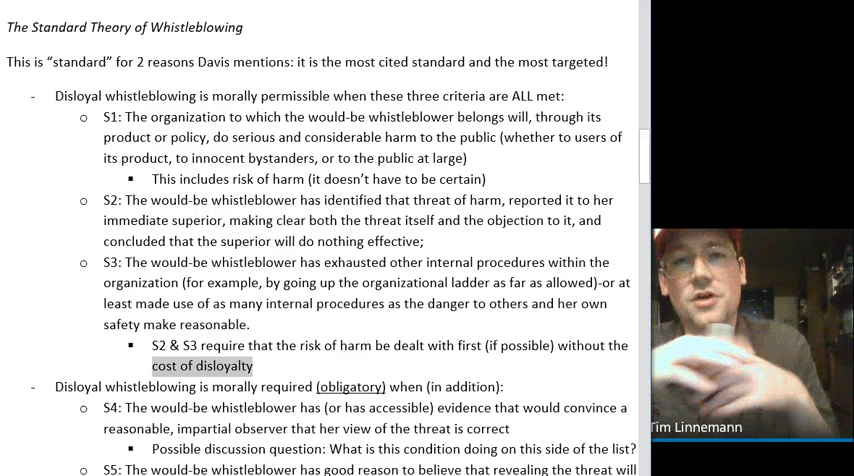 The Standard Theory of Whistleblowing
This is “standard” for 2 reasons Davis mentions: it is the most cited standard and the most targeted!
- Disloyal whistleblowing is morally permissible when these three criteria are ALL met:
o S1: The organization to which the would-be whistleblower belongs will, through its
product or policy, do serious and considerable harm to the public (whether to users of
its product, to innocent bystanders, or to the public at large)
▪ This includes risk of harm (it doesn’t have to be certain)
o S2: The would-be whistleblower has identified that threat of harm, reported it to her
immediate superior, making clear both the threat itself and the objection to it, and
concluded that the superior will do nothing effective;
o S3: The would-be whistleblower has exhausted other internal procedures within the
organization (for example, by going up the organizational ladder as far as allowed)-or at
least made use of as many internal procedures as the danger to others and her own
safety make reasonable.
▪ S2 & S3 require that the risk of harm be dealt with first (if possible) without the
cost of disloyalty
- Disloyal whistleblowing is morally required (obligatory) when (in addition):
o S4: The would-be whistleblower has (or has accessible) evidence that would convince a
reasonable, impartial observer that her view of the threat is correct
▪ Possible discussion question: What is this condition doing on this side of the list?
o S5: The would-be whistleblower has good reason to believe that revealing the threat will
Tim Linnemann